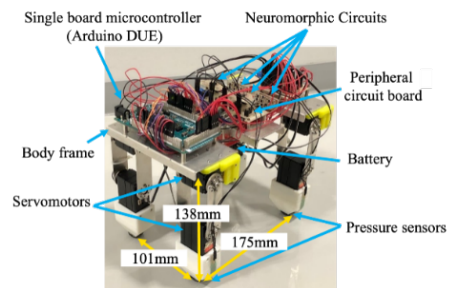 Single board microcontroller
(Arduino DUE)
Neuromorphic Circuits
Peripheral
circuit board
Body frame
Battery
Servomotors
138mm
175mm
101mm
Pressure sensors